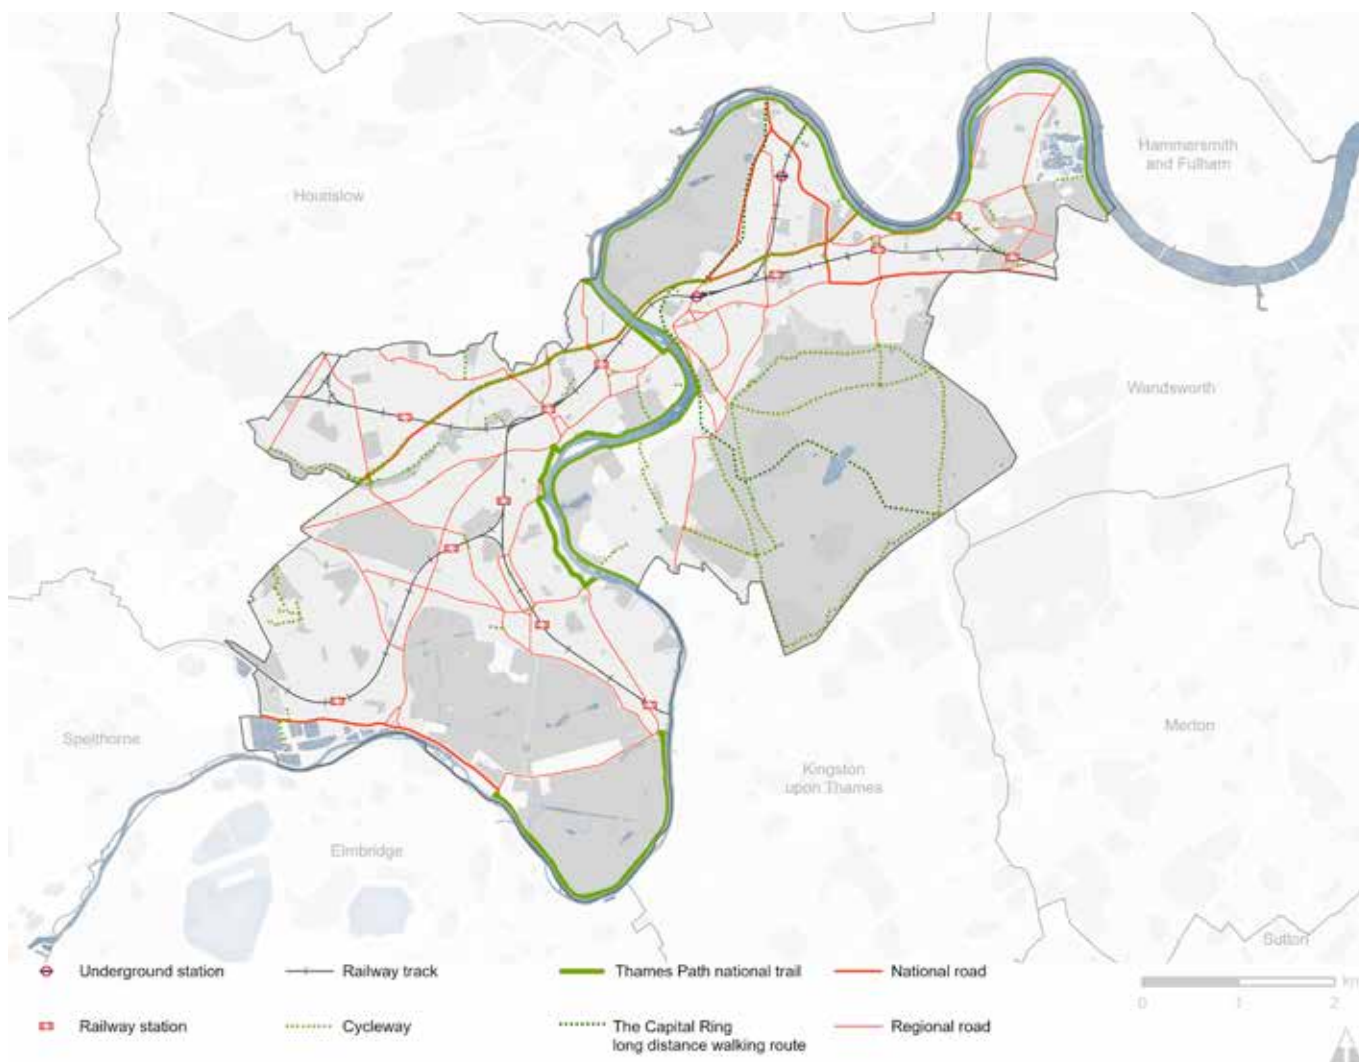 Hammersmith
and Fulham
Hounslow
Wandsworth
Spelthorne
Merton
Kingston
upon Thames
Elmbridge
Sutton
Underground station
Railway track
Thames Path national trail
National road
km
0
1
2
Railway station
Cycleway
The Capital Ring
long distance walking route
Regional road
N